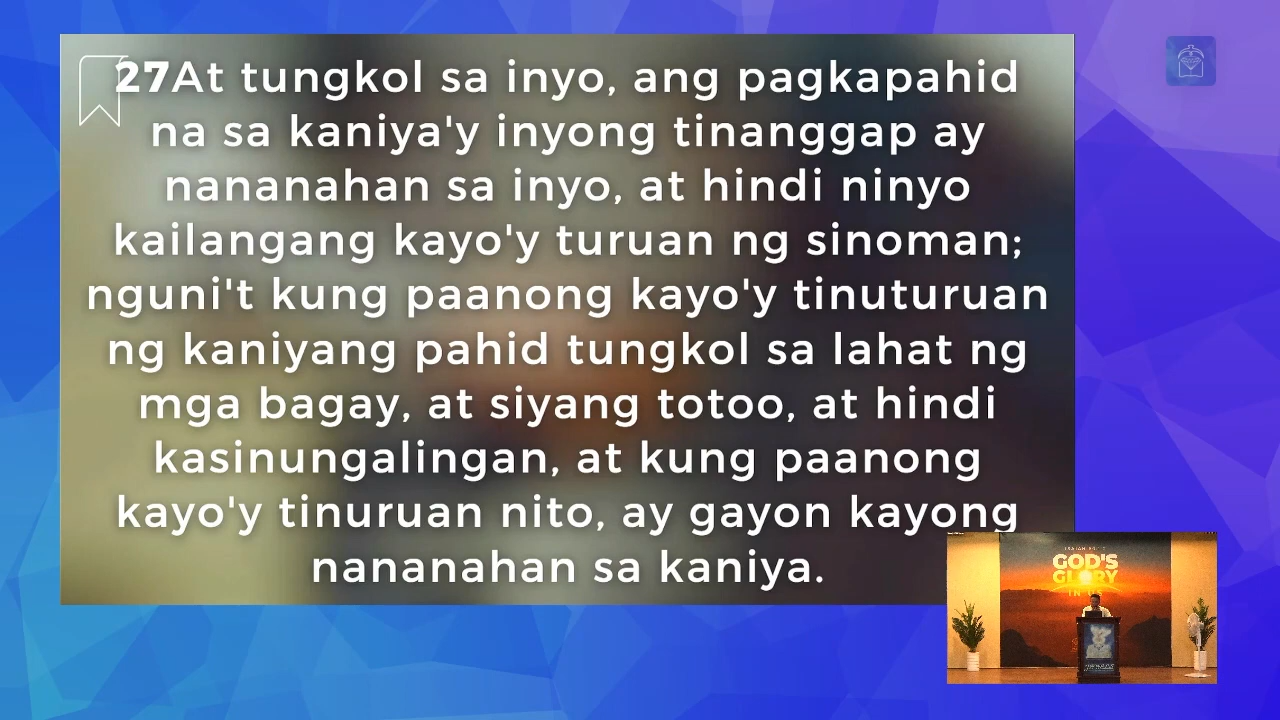 27At tungkol sa inyo, ang pagkapahid
na sa kaniya'y inyong tinanggap ay
nananahan sa inyo, at hindi ninyo
kailangang kayo'y turuan ng sinoman;
nguni't kung paanong kayo'y tinuturuan
ng kaniyang pahid tungkol sa lahat ng
mga bagay, at siyang totoo, at hindi
kasinungalingan, at kung paanong
kayo'y tinuruan nito, ay gayon kayong
nananahan sa kaniya.
GOD'S
GLORY